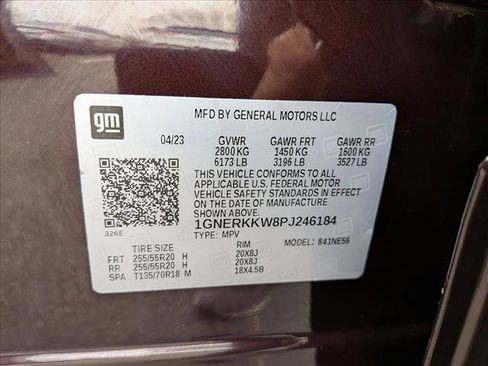 gm
MFD BY GENERAL MOTORS LLC
04/23 GVWR GAWR FRT GAWR RR
2800 KG 1450 KG 1600 KG
6173 LB 3196 LB 3527 LB
THIS VEHICLE CONFORMS TO ALL
APPLICABLE U.S. FEDERAL MOTOR
VEHICLE SAFETY STANDARDS IN EFFECT
ON THE DATE OF MANUFACTURE
SHOWN ABOVE.
1GNERKKW8PJ246184
326E TYPE: MPV MODEL: 841NE56
TIRE SIZE RIM
FRT 255/55R20 H 20X8J
RR 255/55R20 H 20X8J
SPA T135/70R18 M 18X4.5B